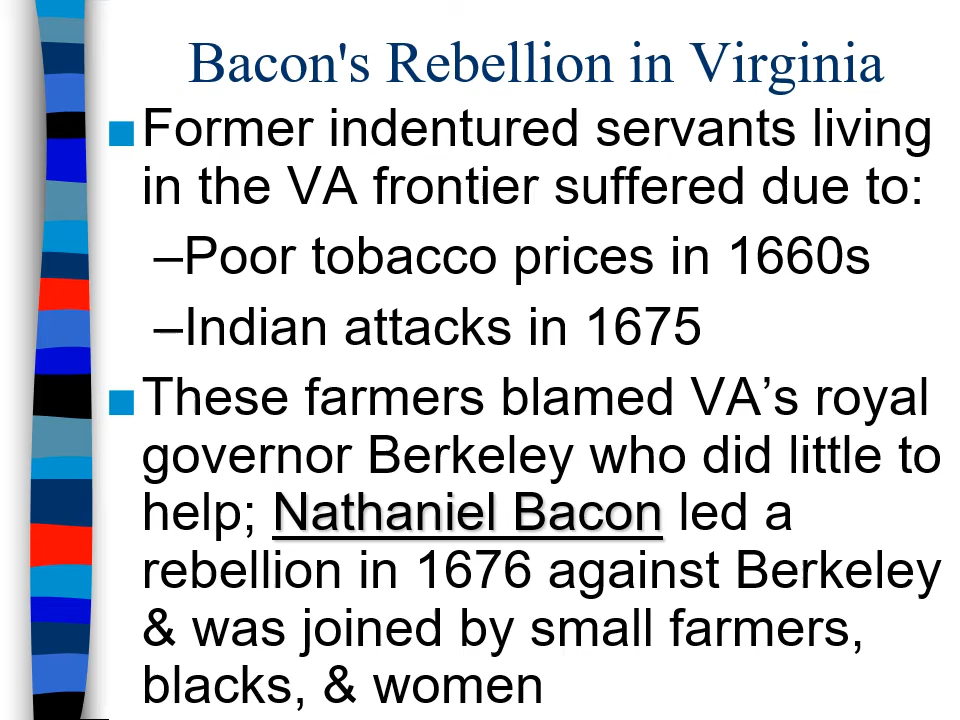 Bacon's Rebellion in Virginia
■Former indentured servants living
in the VA frontier suffered due to:
–Poor tobacco prices in 1660s
–Indian attacks in 1675
■These farmers blamed VA’s royal
governor Berkeley who did little to
help; Nathaniel Bacon led a
rebellion in 1676 against Berkeley
& was joined by small farmers,
blacks, & women